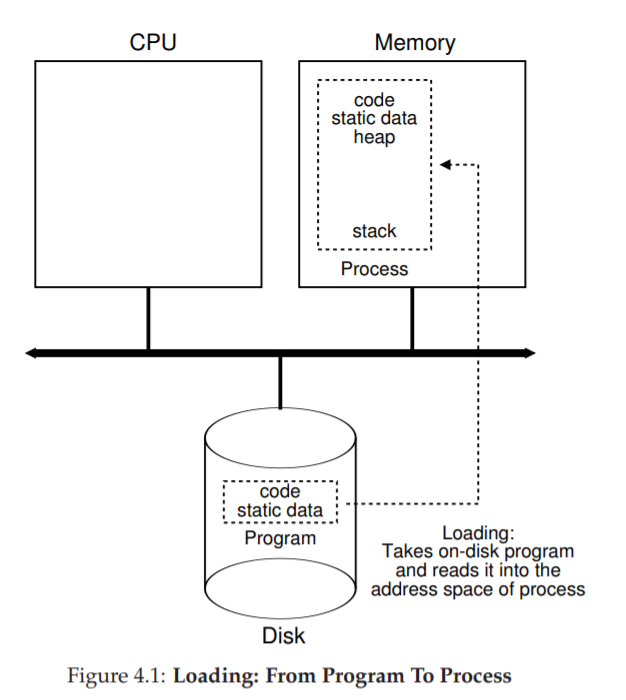 CPU
Memory
code
static data
heap
stack
Process
code
static data
Program
Loading:
Takes on-disk program
and reads it into the
address space of process
Disk
Figure 4.1: Loading: From Program To Process